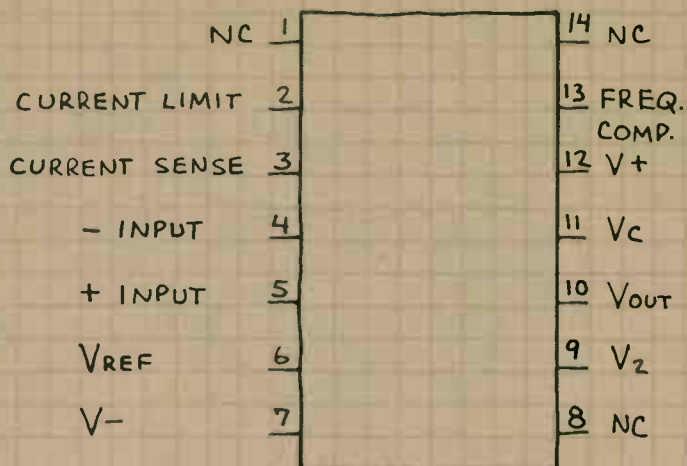 NC 1
CURRENT LIMIT 2
CURRENT SENSE 3
- INPUT 4
+ INPUT 5
VREF 6
V- 7
14 NC
13 FREQ.
COMP.
12 V+
11 VC
10 VOUT
9 Vz
8 NC